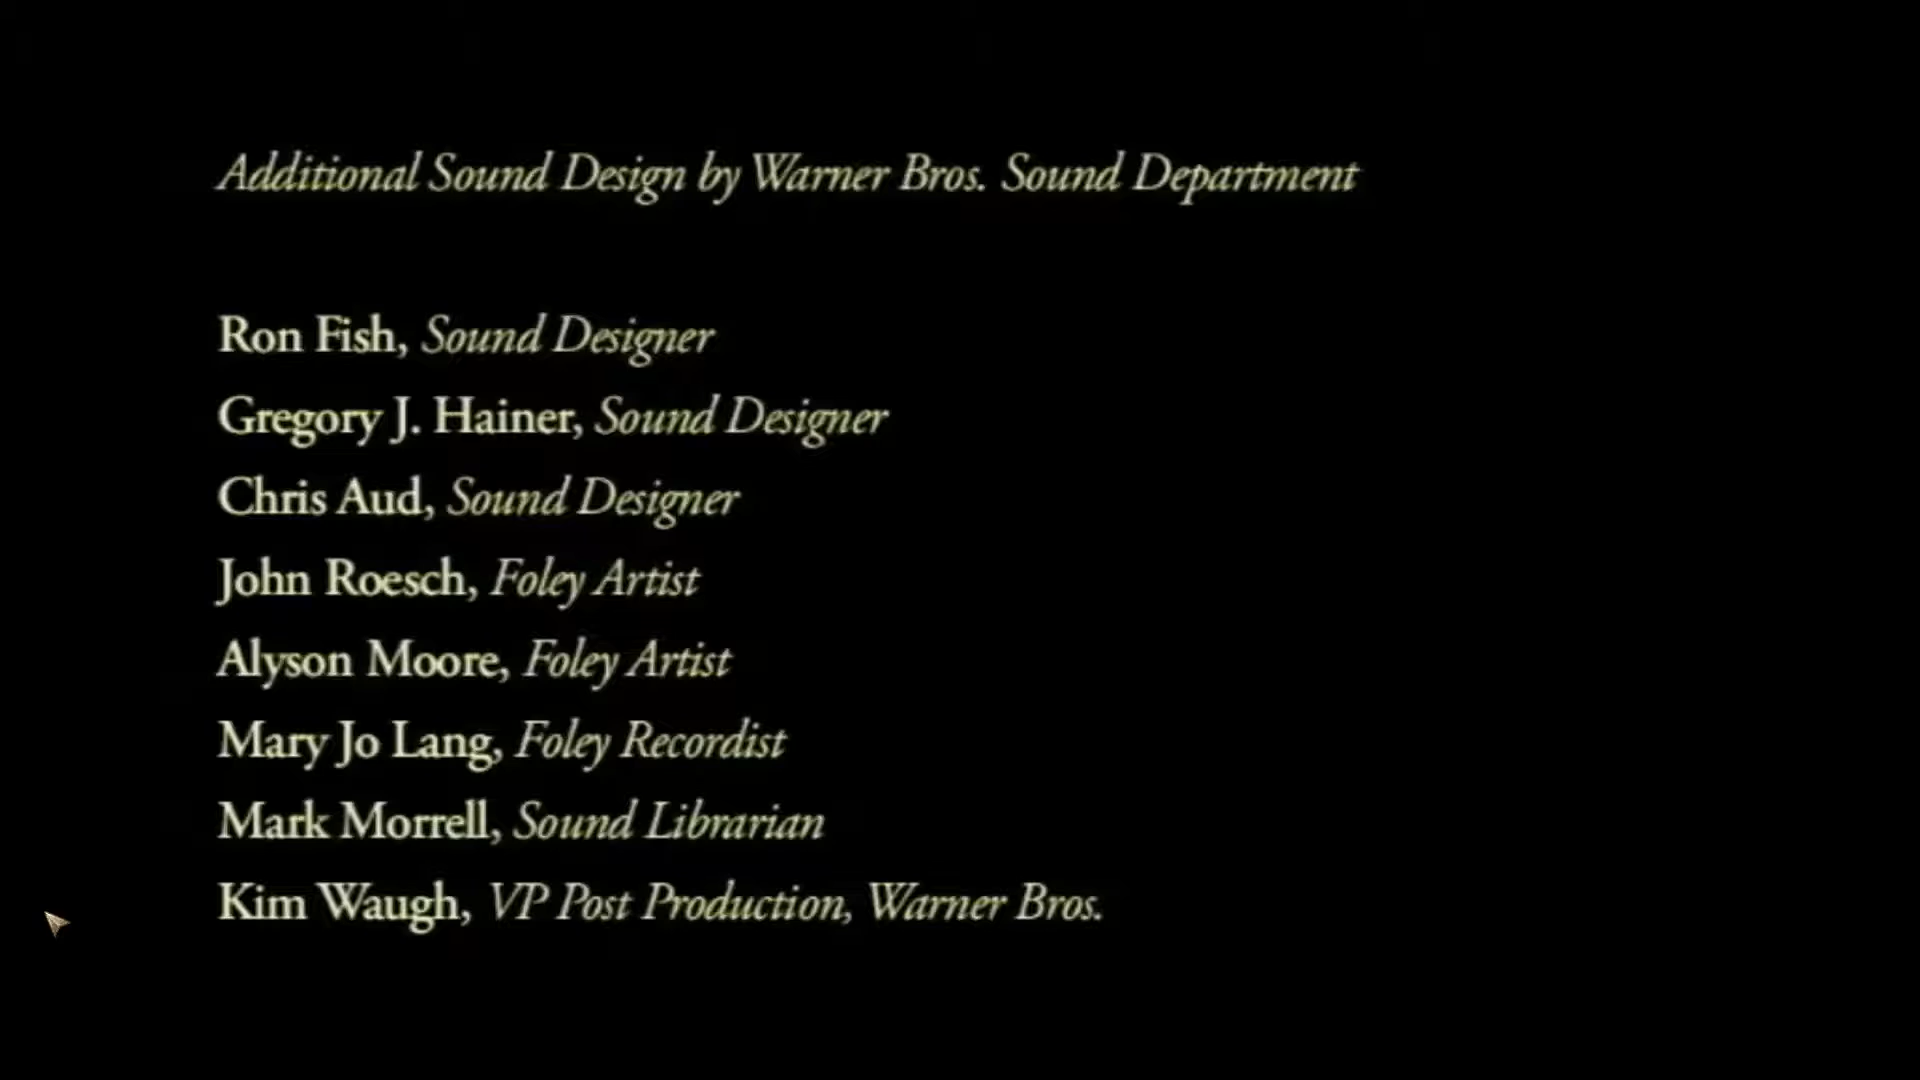 Additional Sound Design by Warner Bros. Sound Department
Ron Fish, Sound Designer
Gregory J. Hainer, Sound Designer
Chris Aud, Sound Designer
John Roesch, Foley Artist
Alyson Moore, Foley Artist
Mary Jo Lang, Foley Recordist
Mark Morrell, Sound Librarian
Kim Waugh, VP Post Production, Warner Bros.